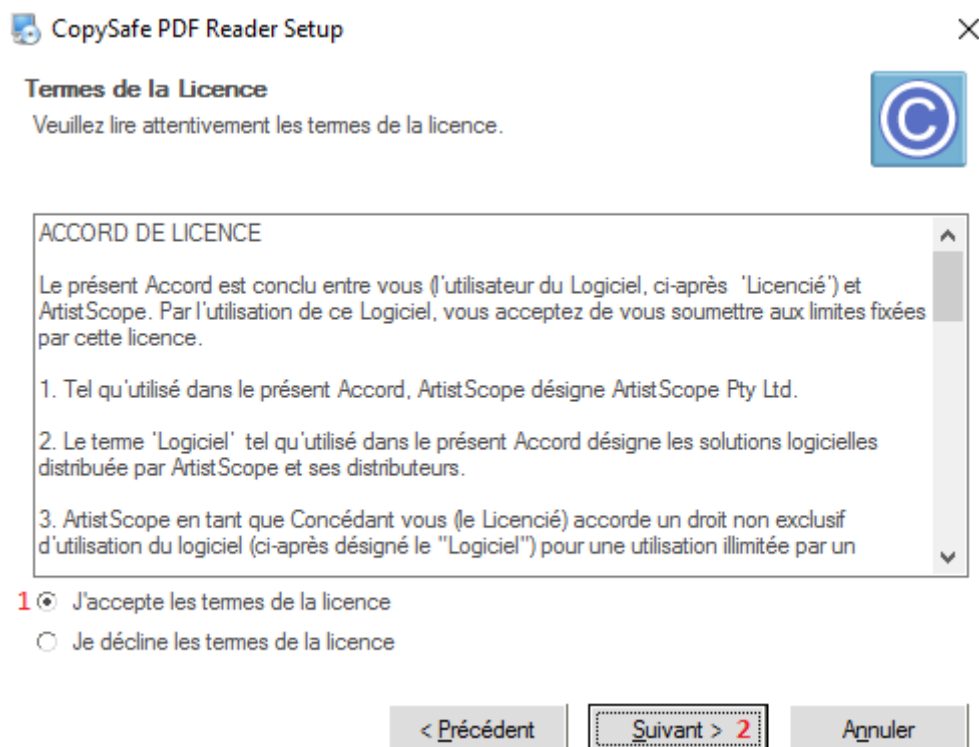 CopySafe PDF Reader Setup
Termes de la Licence
Veuillez lire attentivement les termes de la licence.
©
ACCORD DE LICENCE
Le présent Accord est conclu entre vous (l'utilisateur du Logiciel, ci-après 'Licencié') et
ArtistScope. Par l'utilisation de ce Logiciel, vous acceptez de vous soumettre aux limites fixées
par cette licence.
1. Tel qu'utilisé dans le présent Accord, ArtistScope désigne ArtistScope Pty Ltd.
2. Le terme 'Logiciel' tel qu'utilisé dans le présent Accord désigne les solutions logicielles
distribuée par ArtistScope et ses distributeurs.
3. ArtistScope en tant que Concédant vous (le Licencié) accorde un droit non exclusif
d'utilisation du logiciel (ci-après désigné le "Logiciel") pour une utilisation illimitée par un
1 J'accepte les termes de la licence
Je décline les termes de la licence
< Précédent Suivant > 2 Annuler